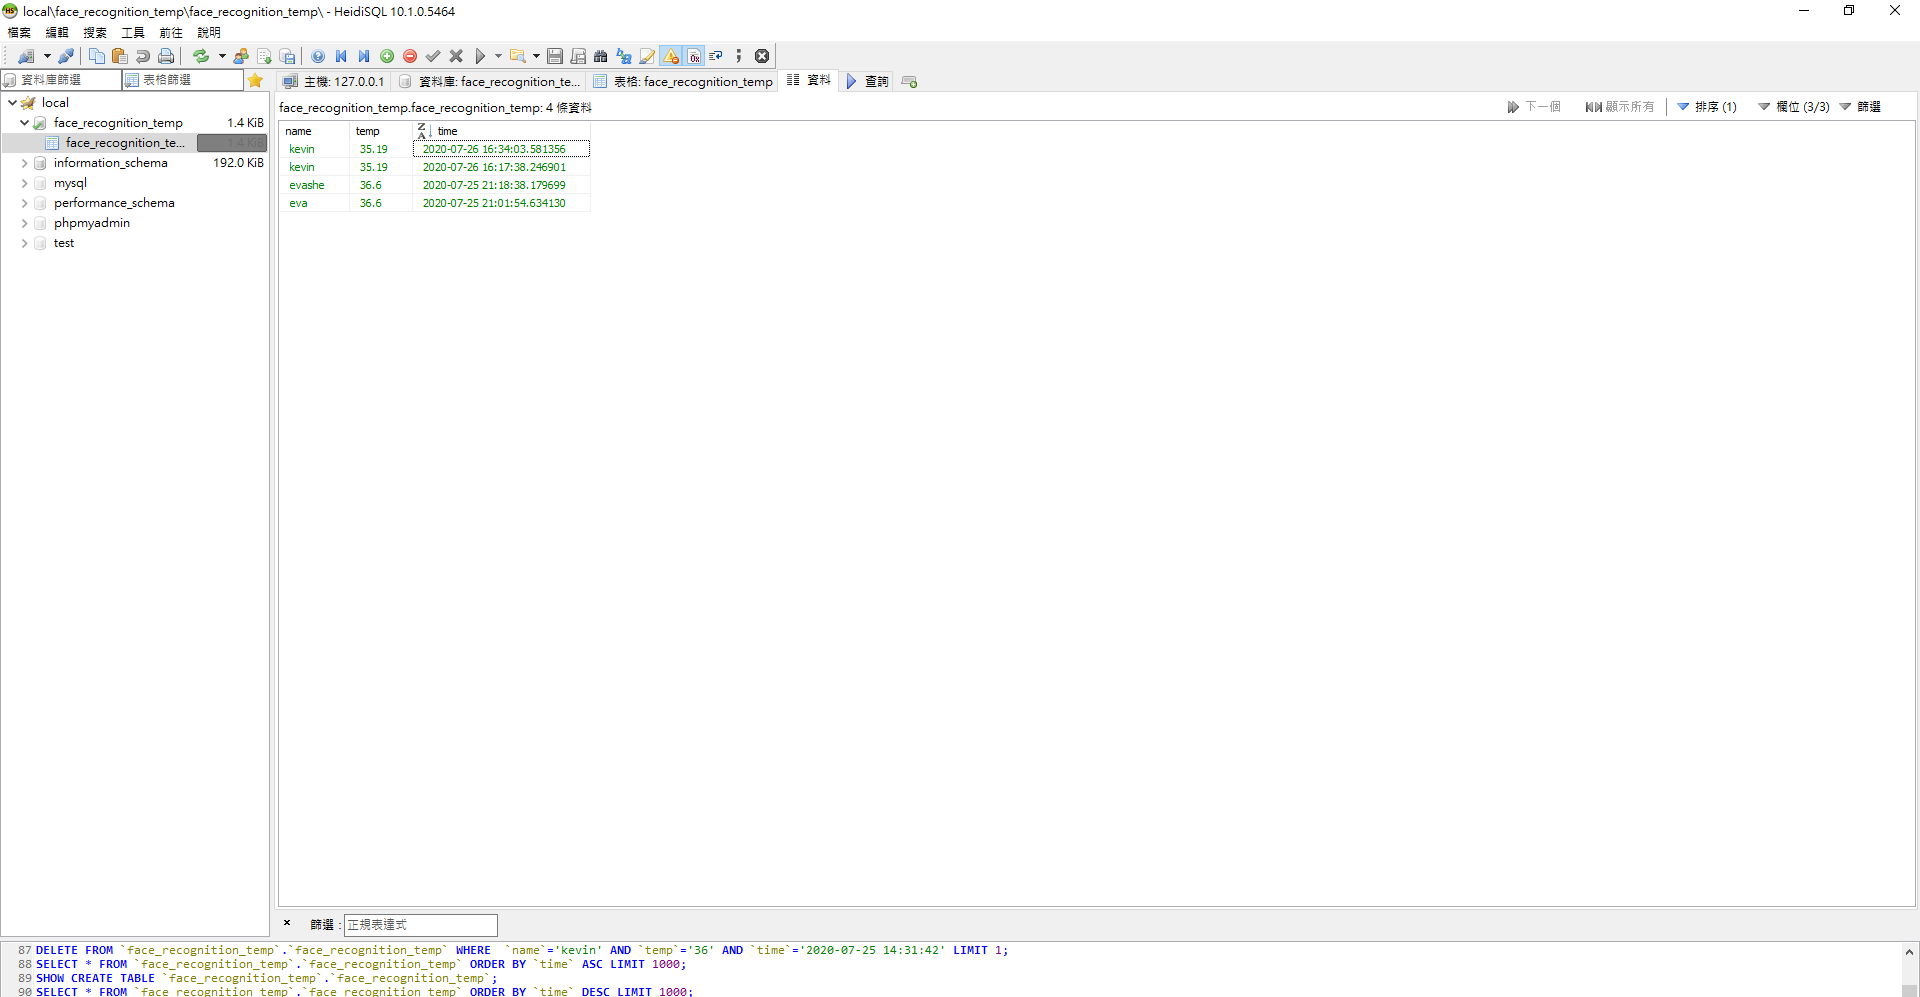 local\face_recognition_temp\face_recognition_temp\ - HeidiSQL 10.1.0.5464
檔案 編輯 搜索 工具 前往 說明
資料庫篩選 表格篩選
主機: 127.0.0.1 資料庫: face_recognition_te... 表格: face_recognition_temp 資料 查詢
local
face_recognition_temp 1.4 KiB
face_recognition_te... 1.4 KiB
information_schema 192.0 KiB
mysql
performance_schema
phpmyadmin
test
face_recognition_temp.face_recognition_temp: 4 條資料
下一個 顯示所有 排序 (1) 欄位 (3/3) 篩選
name temp time
kevin 35.19 2020-07-26 16:34:03.581356
kevin 35.19 2020-07-26 16:17:38.246901
evashe 36.6 2020-07-25 21:18:38.179699
eva 36.6 2020-07-25 21:01:54.634130
篩選: 正規表達式
87 DELETE FROM `face_recognition_temp`.`face_recognition_temp` WHERE  `name`='kevin' AND `temp`='36' AND `time`='2020-07-25 14:31:42' LIMIT 1;
88 SELECT * FROM `face_recognition_temp`.`face_recognition_temp` ORDER BY `time` ASC LIMIT 1000;
89 SHOW CREATE TABLE `face_recognition_temp`.`face_recognition_temp`;
90 SELECT * FROM `face_recognition_temp`.`face_recognition_temp` ORDER BY `time` DESC LIMIT 1000;